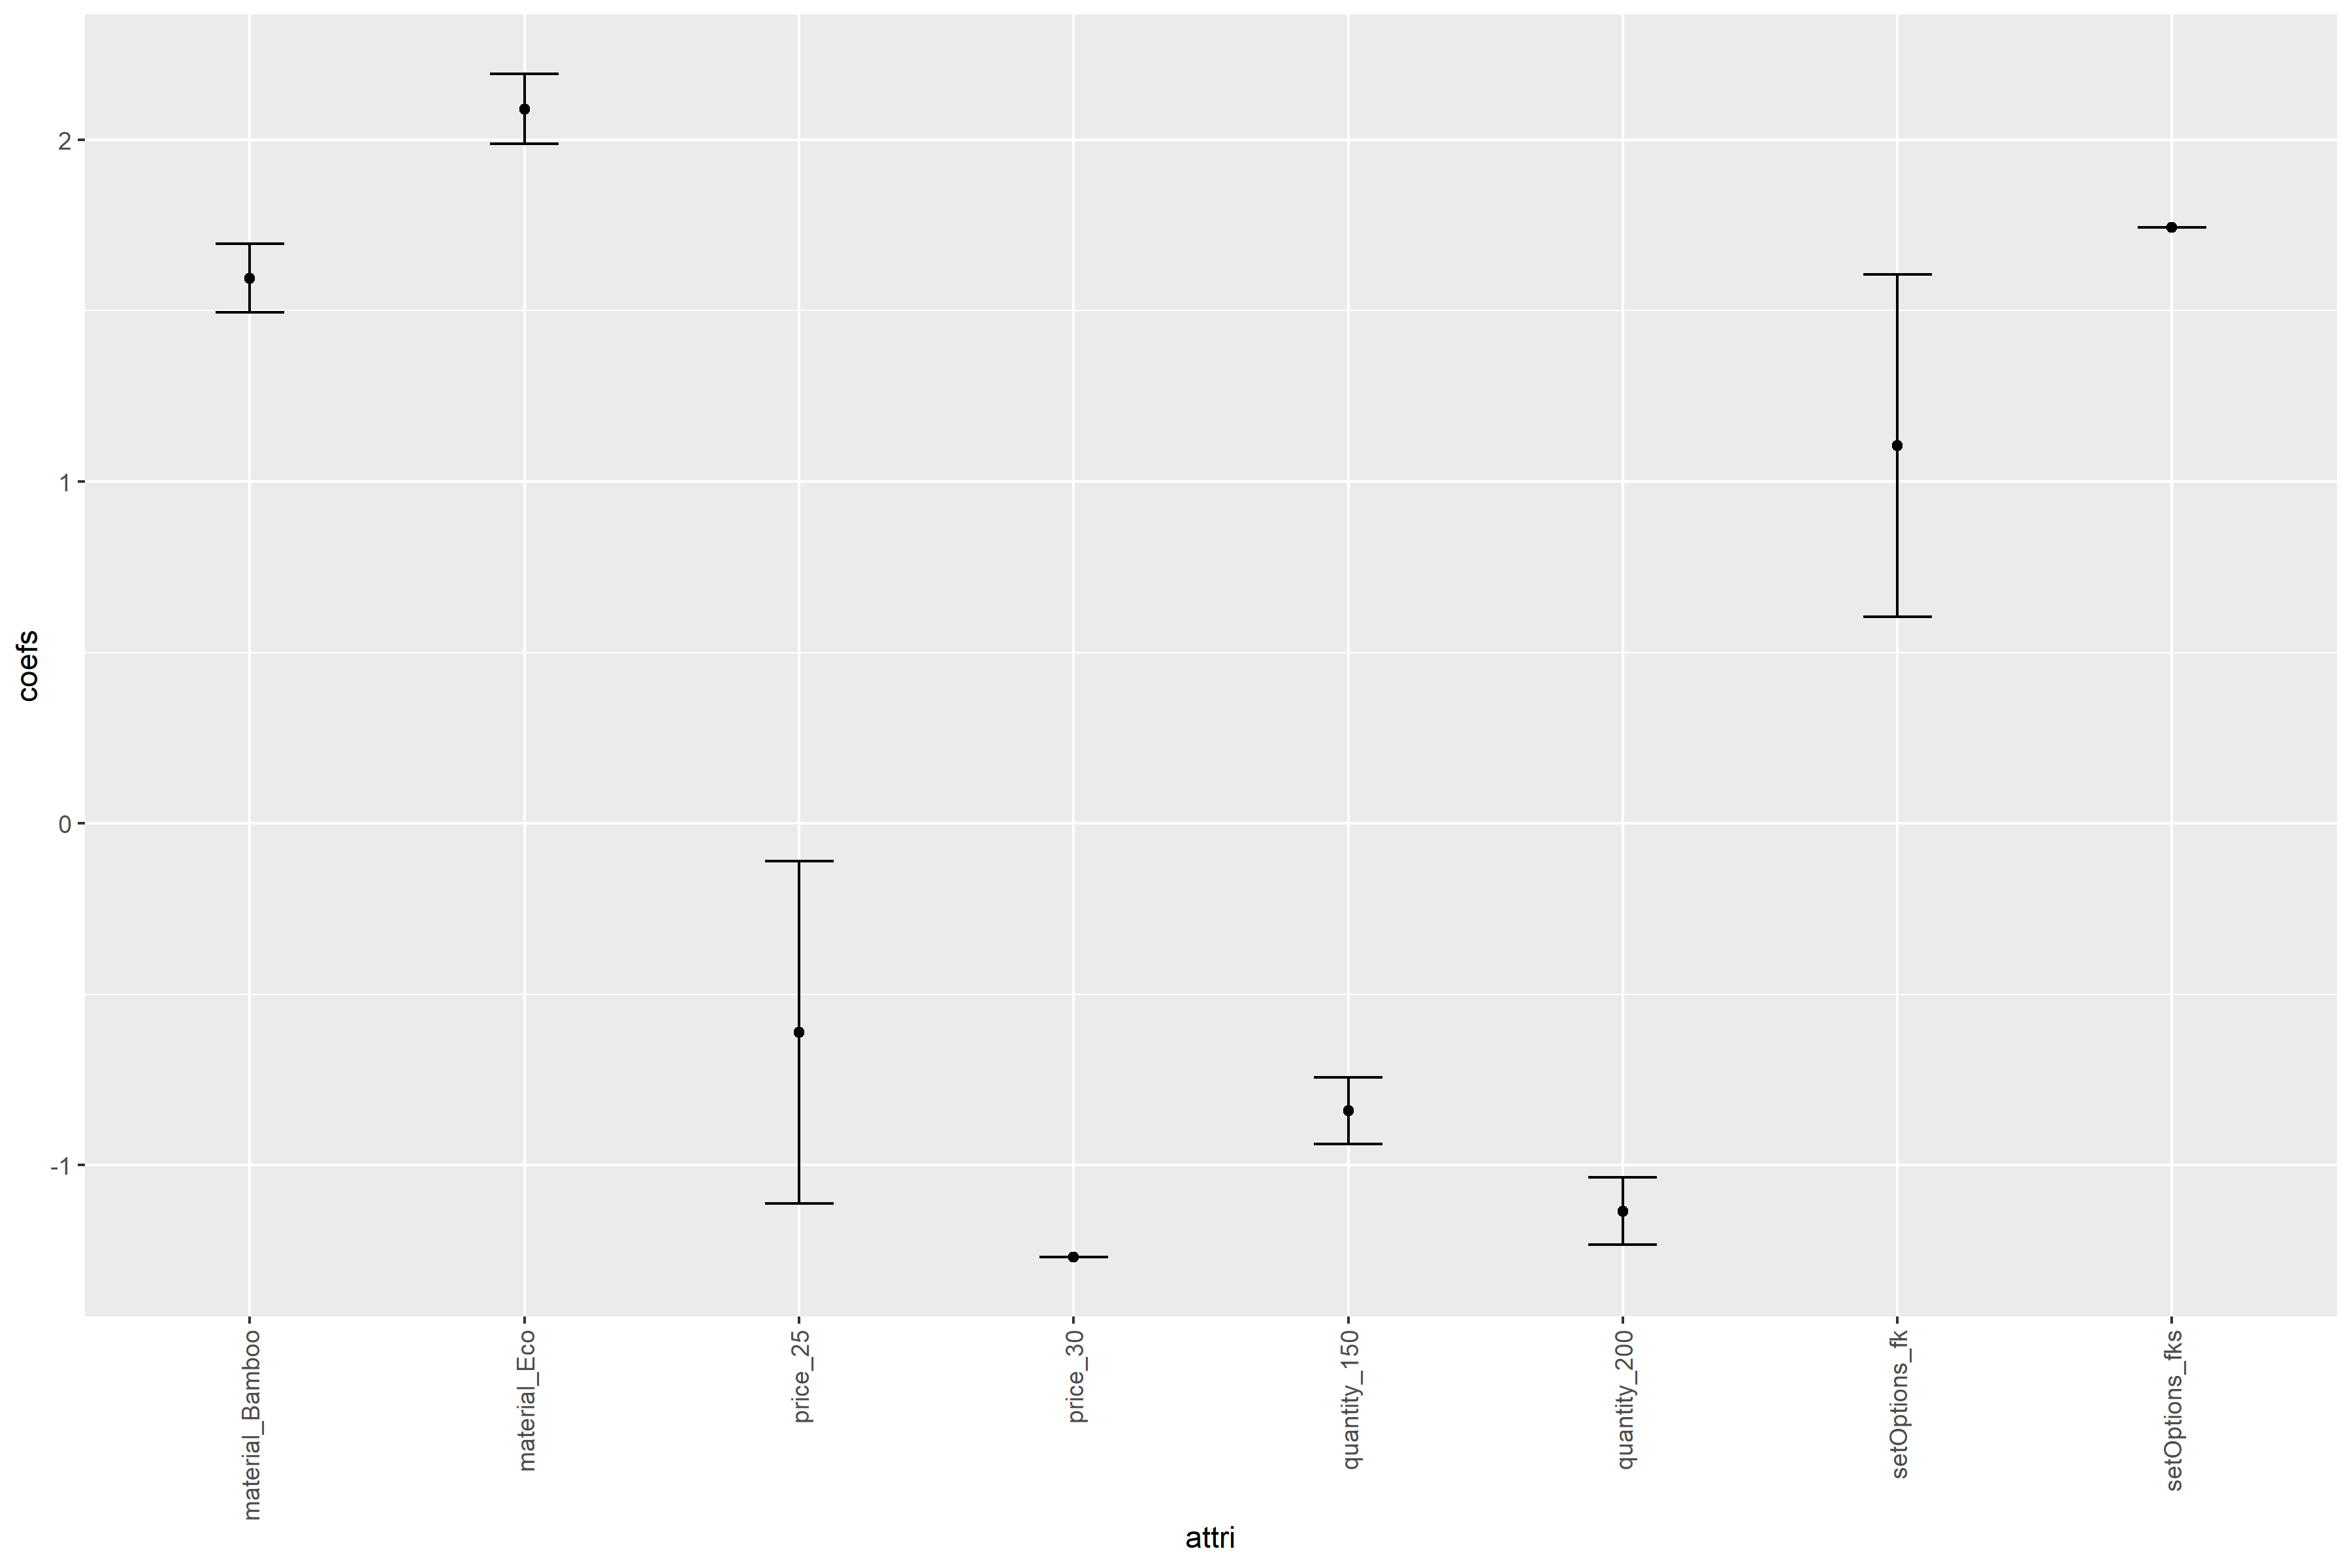 coefs
2
1
0
-1
material_Bamboo
material_Eco
price_25
price_30
quantity_150
quantity_200
setOptions_fk
setOptions_fks
attri